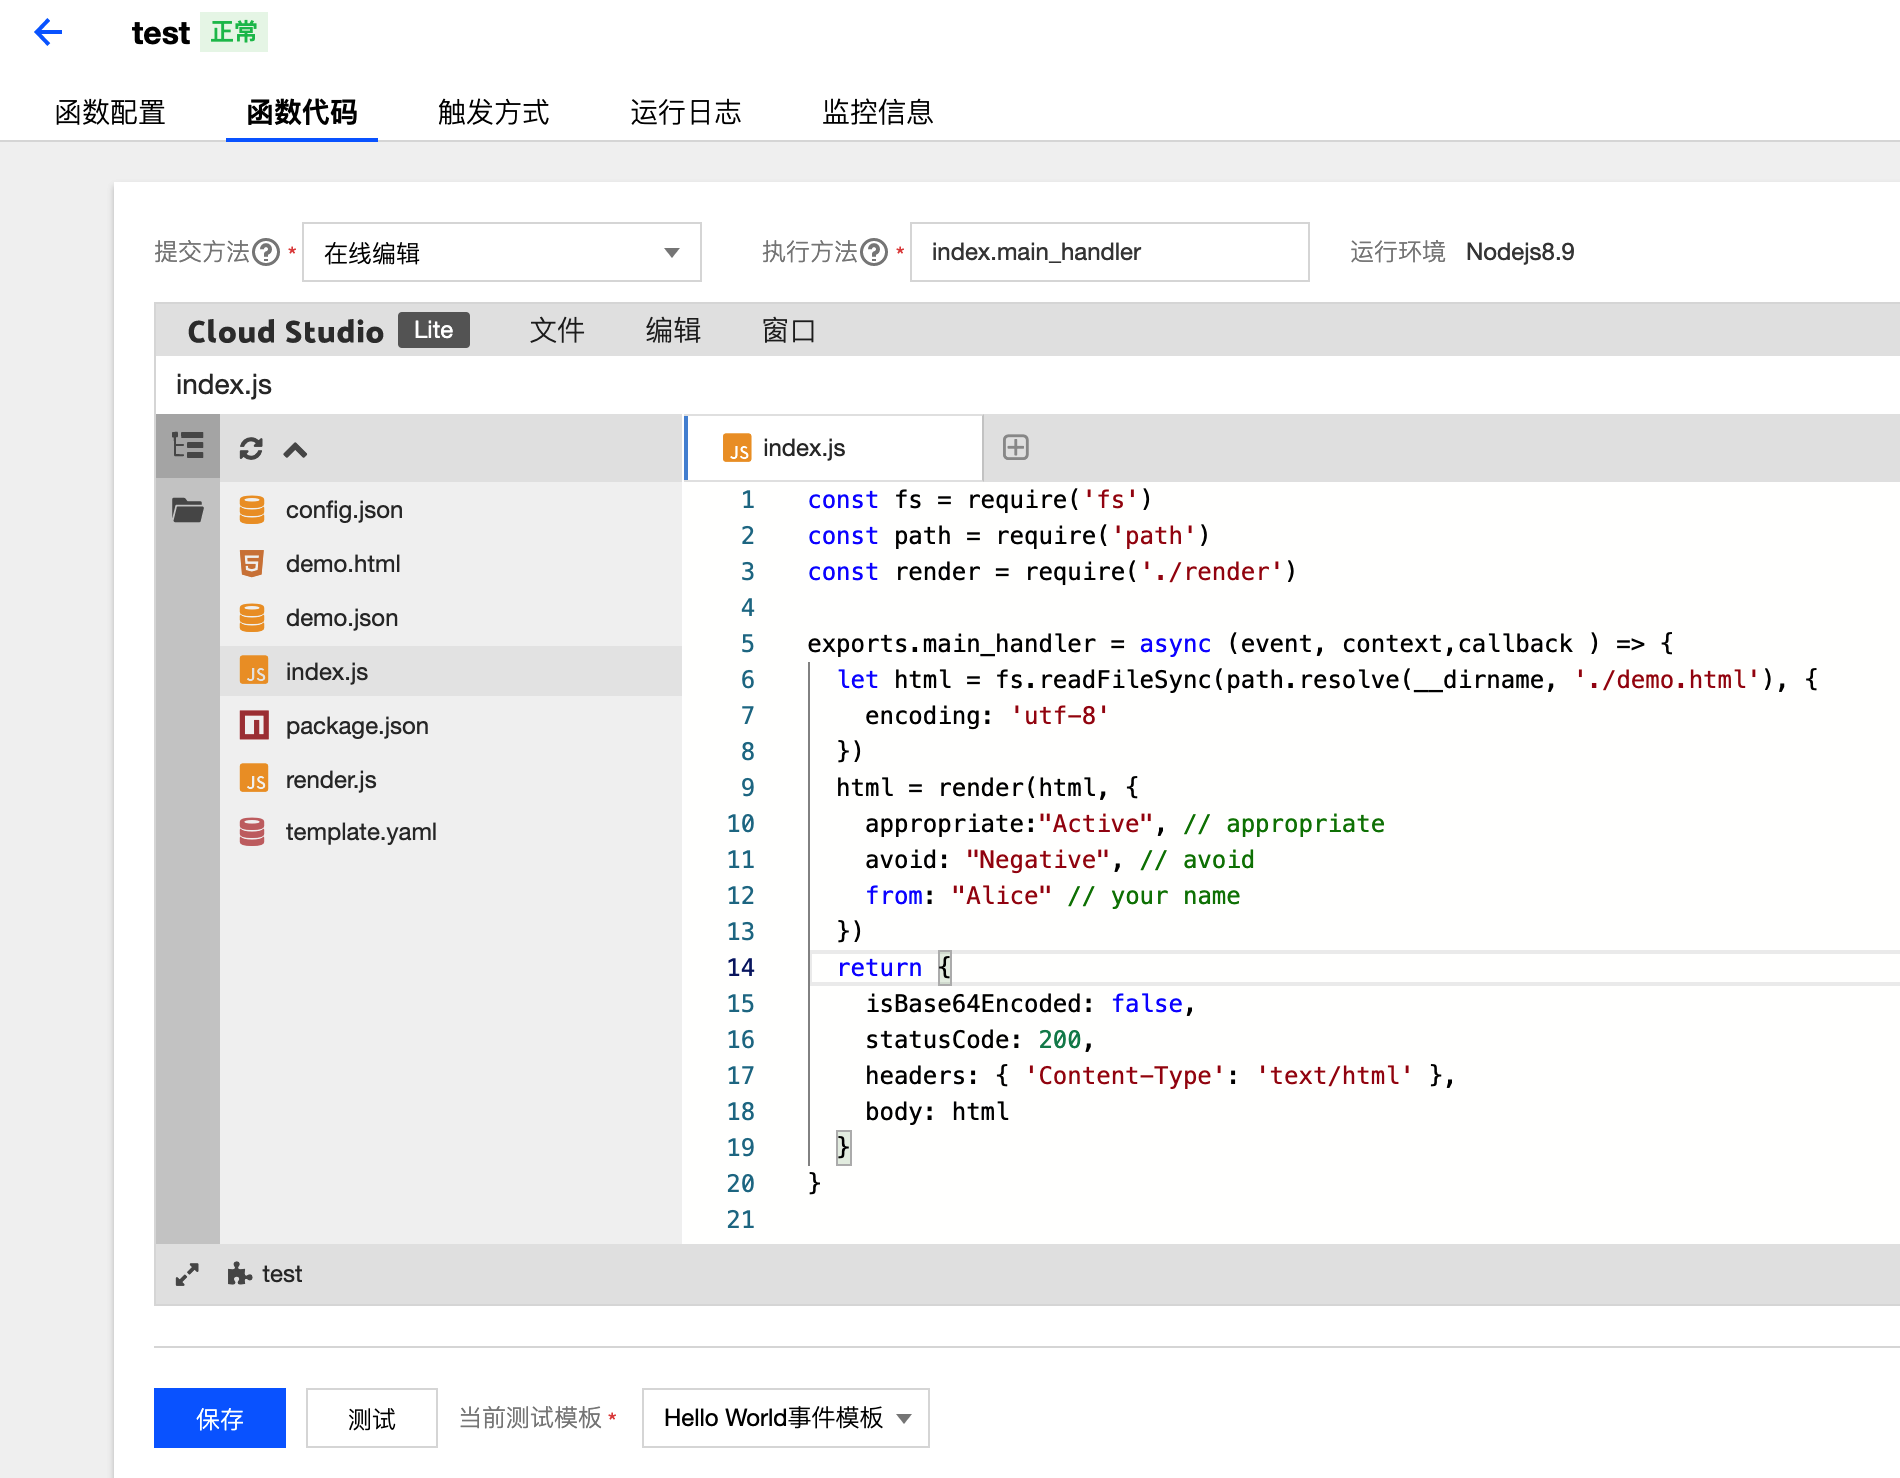 test 正常
函数配置 函数代码 触发方式 运行日志 监控信息
提交方法 * 在线编辑 执行方法 * index.main_handler 运行环境 Nodejs8.9
Cloud Studio Lite 文件 编辑 窗口
index.js
index.js
config.json
demo.html
demo.json
index.js
package.json
render.js
template.yaml
1 const fs = require('fs')
2 const path = require('path')
3 const render = require('./render')
4
5 exports.main_handler = async (event, context,callback ) => {
6   let html = fs.readFileSync(path.resolve(__dirname, './demo.html'), {
7     encoding: 'utf-8'
8   })
9   html = render(html, {
10     appropriate:"Active", // appropriate
11     avoid: "Negative", // avoid
12     from: "Alice" // your name
13   })
14   return {
15     isBase64Encoded: false,
16     statusCode: 200,
17     headers: { 'Content-Type': 'text/html' },
18     body: html
19   }
20 }
21
test
保存 测试 当前测试模板 * Hello World事件模板